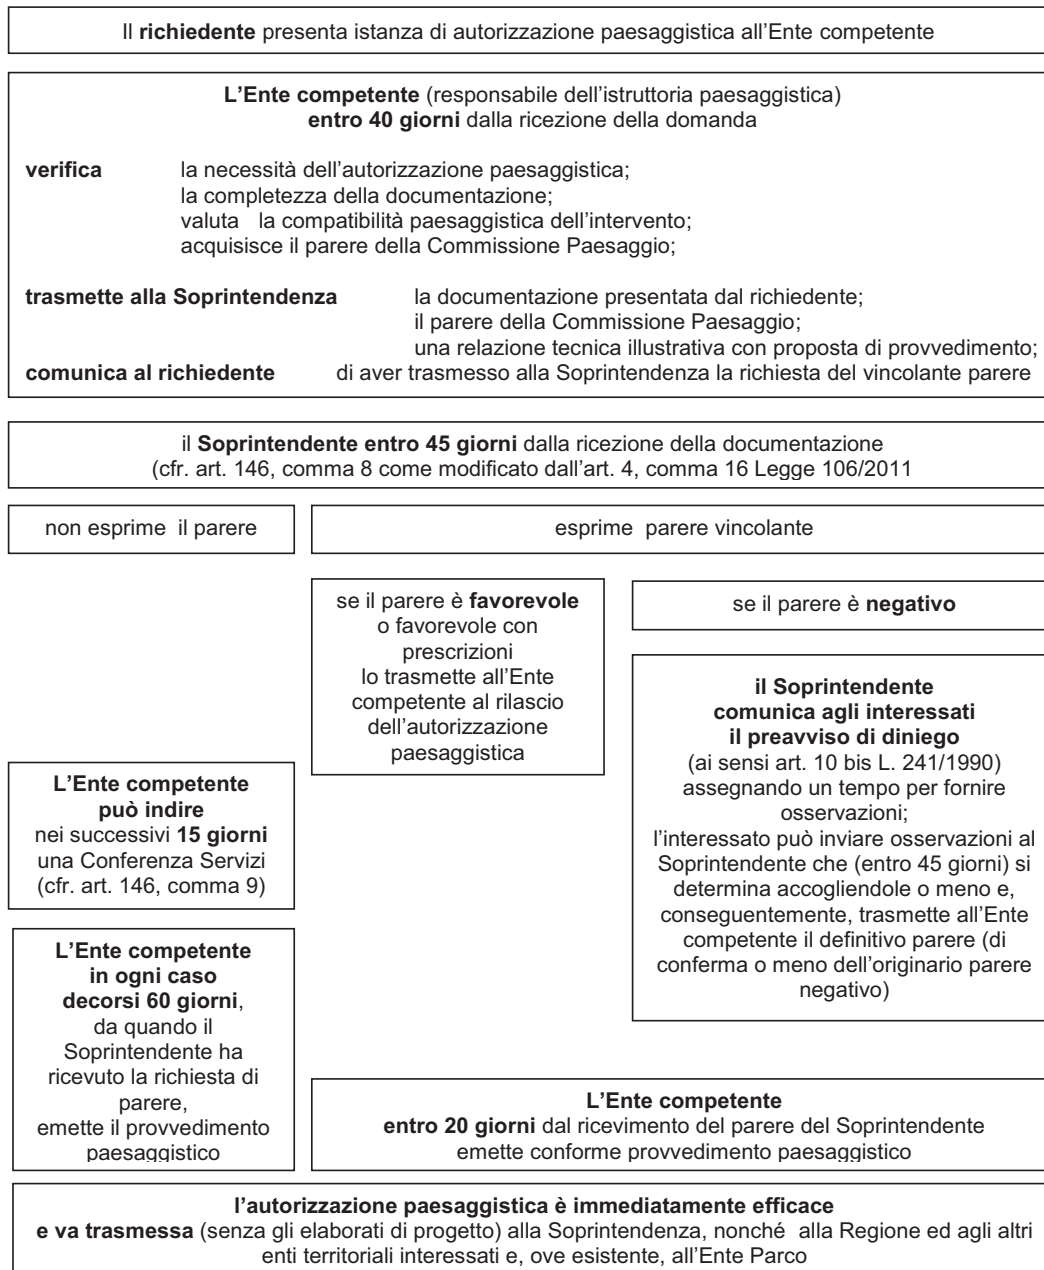 Il richiedente presenta istanza di autorizzazione paesaggistica all'Ente competente
L'Ente competente (responsabile dell'istruttoria paesaggistica)
entro 40 giorni dalla ricezione della domanda
verifica la necessità dell'autorizzazione paesaggistica;
la completezza della documentazione;
valuta la compatibilità paesaggistica dell'intervento;
acquisisce il parere della Commissione Paesaggio;
trasmette alla Soprintendenza la documentazione presentata dal richiedente;
il parere della Commissione Paesaggio;
una relazione tecnica illustrativa con proposta di provvedimento;
comunica al richiedente di aver trasmesso alla Soprintendenza la richiesta del vincolante parere
il Soprintendente entro 45 giorni dalla ricezione della documentazione
(cfr. art. 146, comma 8 come modificato dall'art. 4, comma 16 Legge 106/2011
non esprime il parere
esprime parere vincolante
se il parere è favorevole
o favorevole con
prescrizioni
lo trasmette all'Ente
competente al rilascio
dell'autorizzazione
paesaggistica
se il parere è negativo
il Soprintendente
comunica agli interessati
il preavviso di diniego
(ai sensi art. 10 bis L. 241/1990)
assegnando un tempo per fornire
osservazioni;
l'interessato può inviare osservazioni al
Soprintendente che (entro 45 giorni) si
determina accogliendole o meno e,
conseguentemente, trasmette all'Ente
competente il definitivo parere (di
conferma o meno dell'originario parere
negativo)
L'Ente competente
può indire
nei successivi 15 giorni
una Conferenza Servizi
(cfr. art. 146, comma 9)
L'Ente competente
in ogni caso
decorsi 60 giorni,
da quando il
Soprintendente ha
ricevuto la richiesta di
parere,
emette il provvedimento
paesaggistico
L'Ente competente
entro 20 giorni dal ricevimento del parere del Soprintendente
emette conforme provvedimento paesaggistico
l'autorizzazione paesaggistica è immediatamente efficace
e va trasmessa (senza gli elaborati di progetto) alla Soprintendenza, nonché alla Regione ed agli altri
enti territoriali interessati e, ove esistente, all'Ente Parco